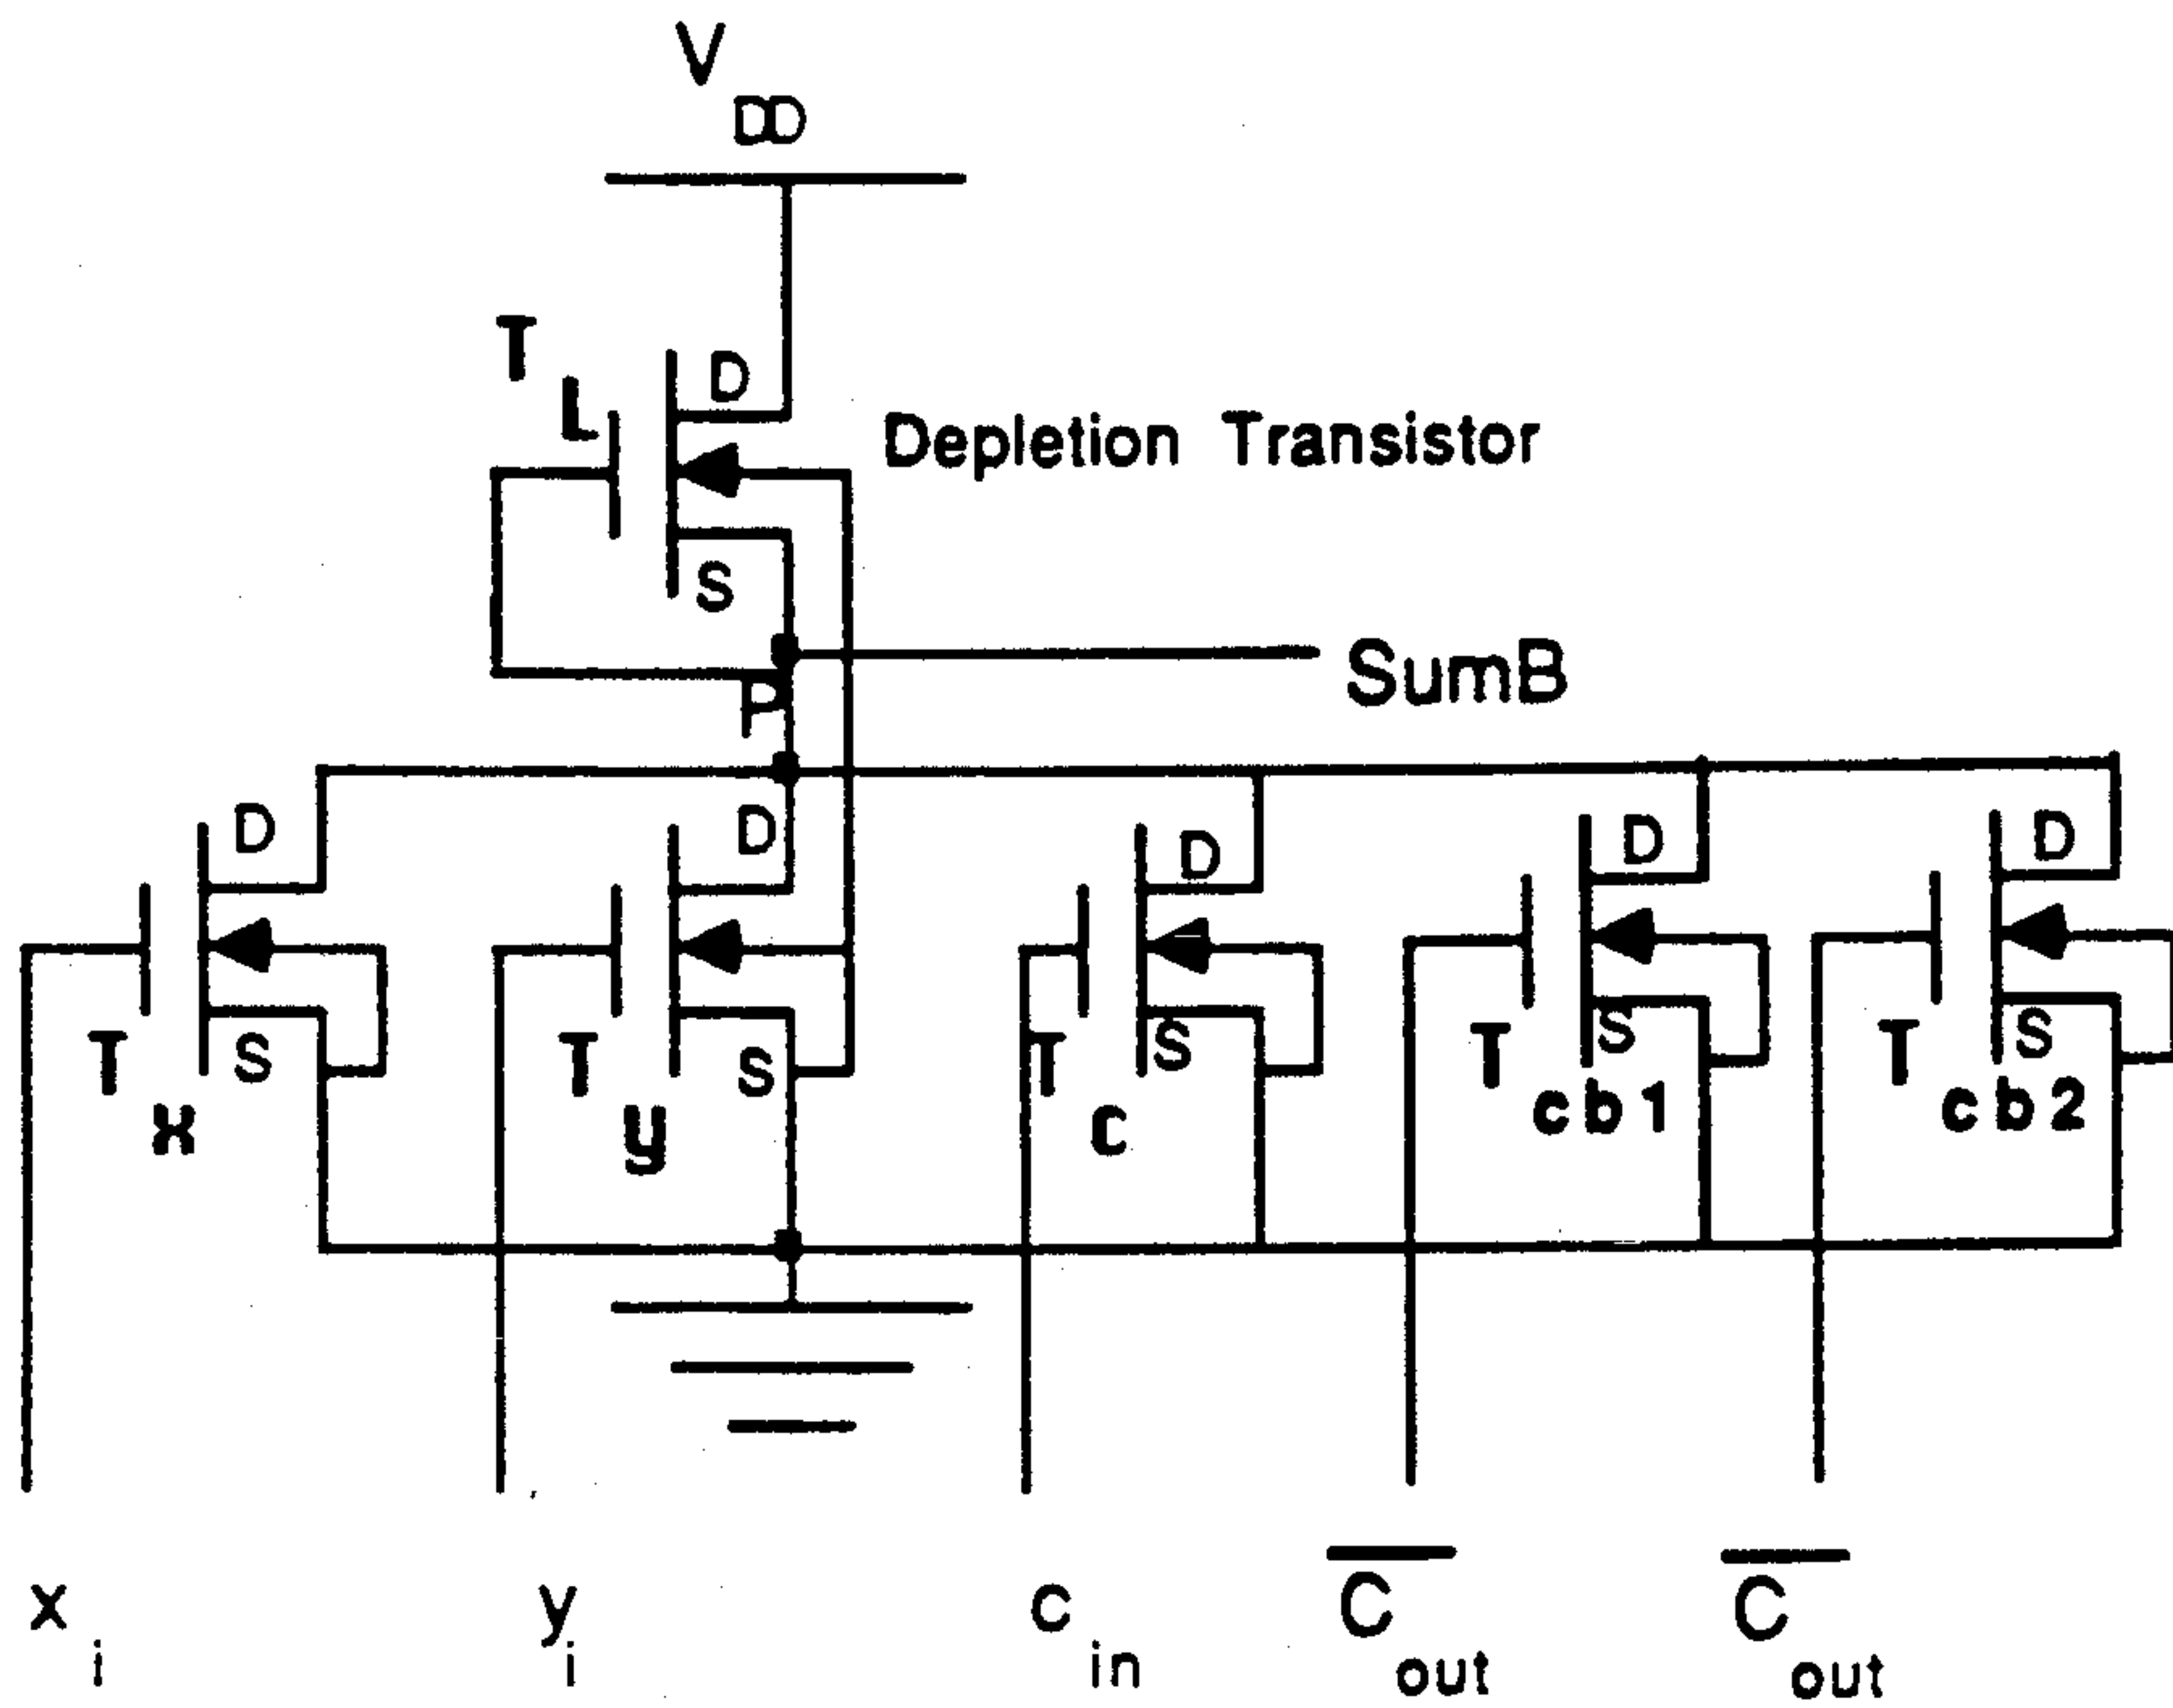 V DD
T L
D
Depletion Transistor
S
SumB
P
D
D
D
D
D
S
S
S
S
S
T x
T y
T c
T cb1
T cb2
x i
y i
c in
C̅ out
C̅ out